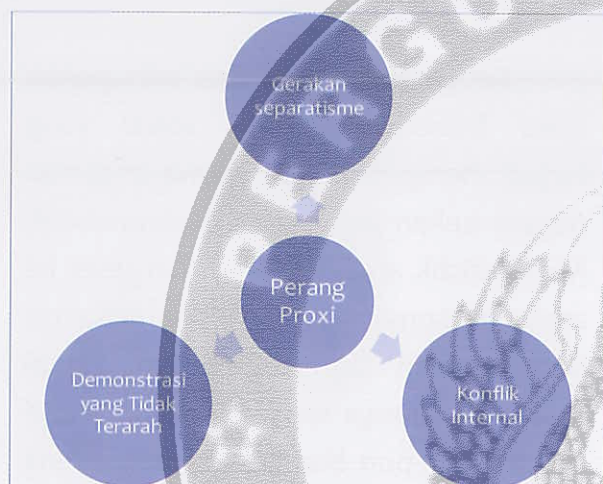 Gerakan
separatisme
Perang
Proxi
Demonstrasi
yang Tidak
Terarah
Konflik
Internal